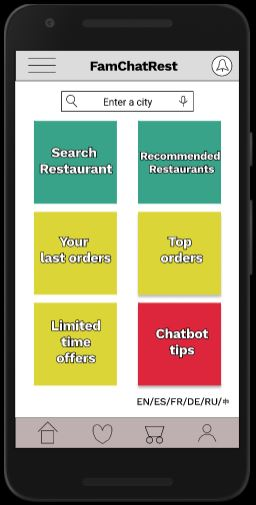 FamChatRest
Enter a city
Search
Restaurant
Recommended
Restaurants
Your
last orders
Top
orders
Limited
time
offers
Chatbot
tips
EN/ES/FR/DE/RU/中